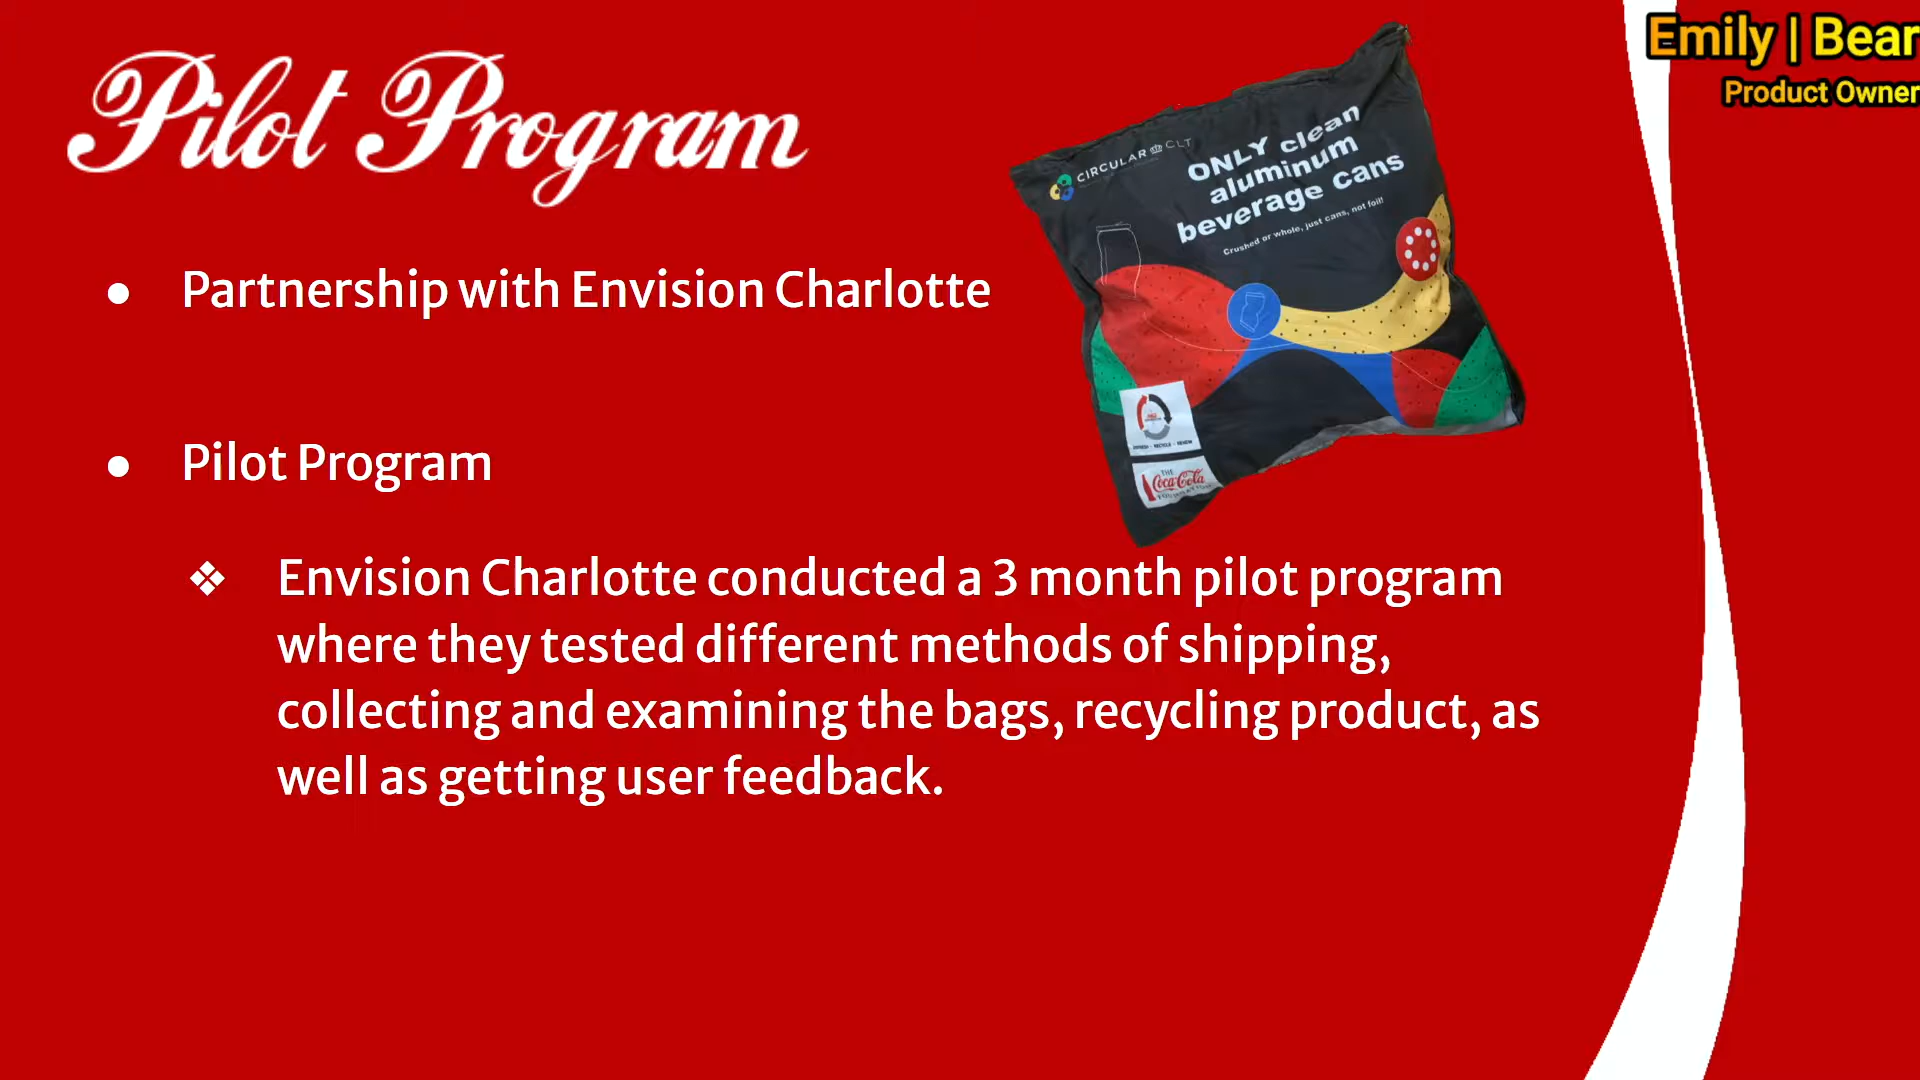 Pilot Program
Emily | Bear
Product Owner
CIRCULAR CLT
ONLY clean
aluminum
beverage cans
Crushed or whole, just cans, not foil!
● Partnership with Envision Charlotte
● Pilot Program
THE
Coca-Cola
❖ Envision Charlotte conducted a 3 month pilot program
where they tested different methods of shipping,
collecting and examining the bags, recycling product, as
well as getting user feedback.